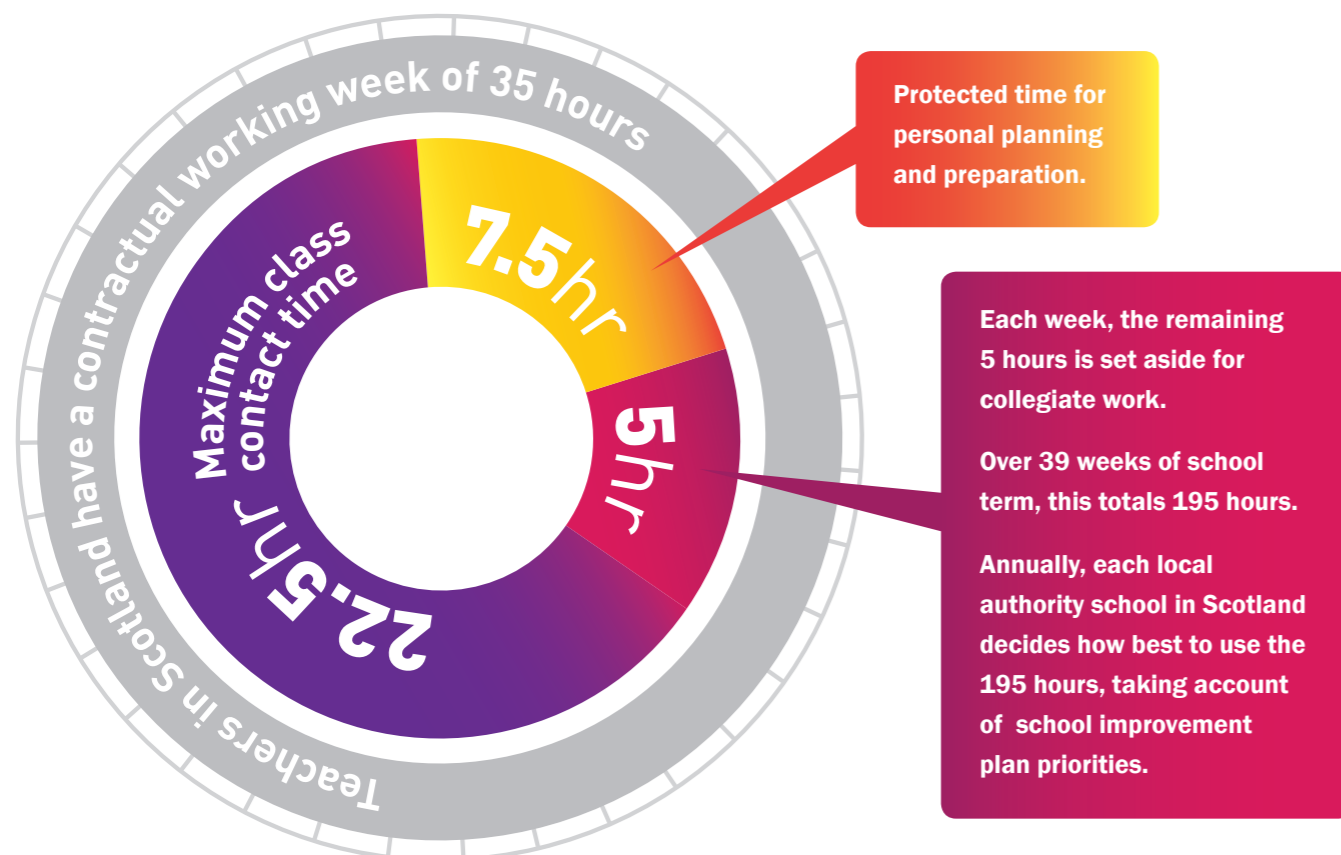 Teachers in Scotland have a contractual working week of 35 hours
Maximum class
contact time
22.5hr
7.5hr
5hr
Protected time for
personal planning
and preparation.
Each week, the remaining
5 hours is set aside for
collegiate work.
Over 39 weeks of school
term, this totals 195 hours.
Annually, each local
authority school in Scotland
decides how best to use the
195 hours, taking account
of school improvement
plan priorities.